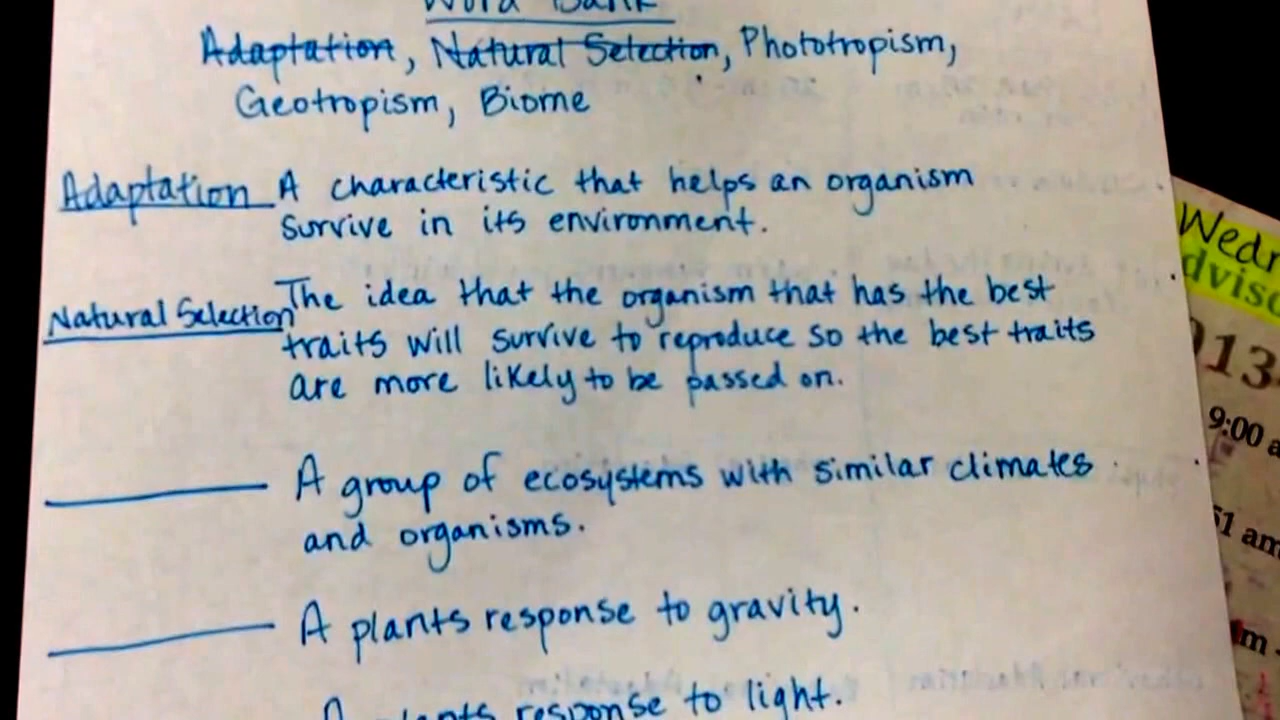 Word Bank
Adaptation, Natural Selection, Phototropism,
Geotropism, Biome
Adaptation A characteristic that helps an organism
survive in its environment.
Natural Selection The idea that the organism that has the best
traits will survive to reproduce so the best traits
are more likely to be passed on.
A group of ecosystems with similar climates
and organisms.
A plants response to gravity.
A plants response to light.
9:00 a